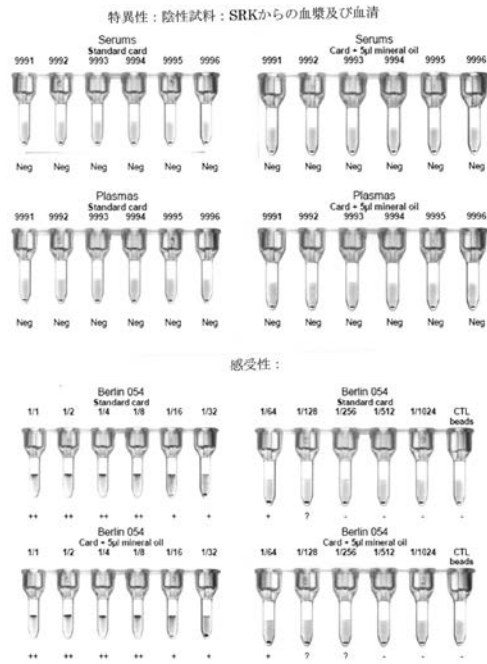 特異性：陰性試料：SRKからの血漿及び血清
Serums
Standard card
9991 9992 9993 9994 9995 9996
Neg Neg Neg Neg Neg Neg
Serums
Card + 5µl mineral oil
9991 9992 9993 9994 9995 9996
Neg Neg Neg Neg Neg Neg
Plasmas
Standard card
9991 9992 9993 9994 9995 9996
Neg Neg Neg Neg Neg Neg
Plasmas
Card + 5µl mineral oil
9991 9992 9993 9994 9995 9996
Neg Neg Neg Neg Neg Neg
感受性：
Berlin 054
Standard card
1/1 1/2 1/4 1/8 1/16 1/32
++ ++ ++ ++ + +
Berlin 054
Standard card
1/64 1/128 1/256 1/512 1/1024 CTL beads
+ ? - - - -
Berlin 054
Card + 5µl mineral oil
1/1 1/2 1/4 1/8 1/16 1/32
++ ++ ++ ++ + +
Berlin 054
Card + 5µl mineral oil
1/64 1/128 1/256 1/512 1/1024 CTL beads
+ ? ? - - -